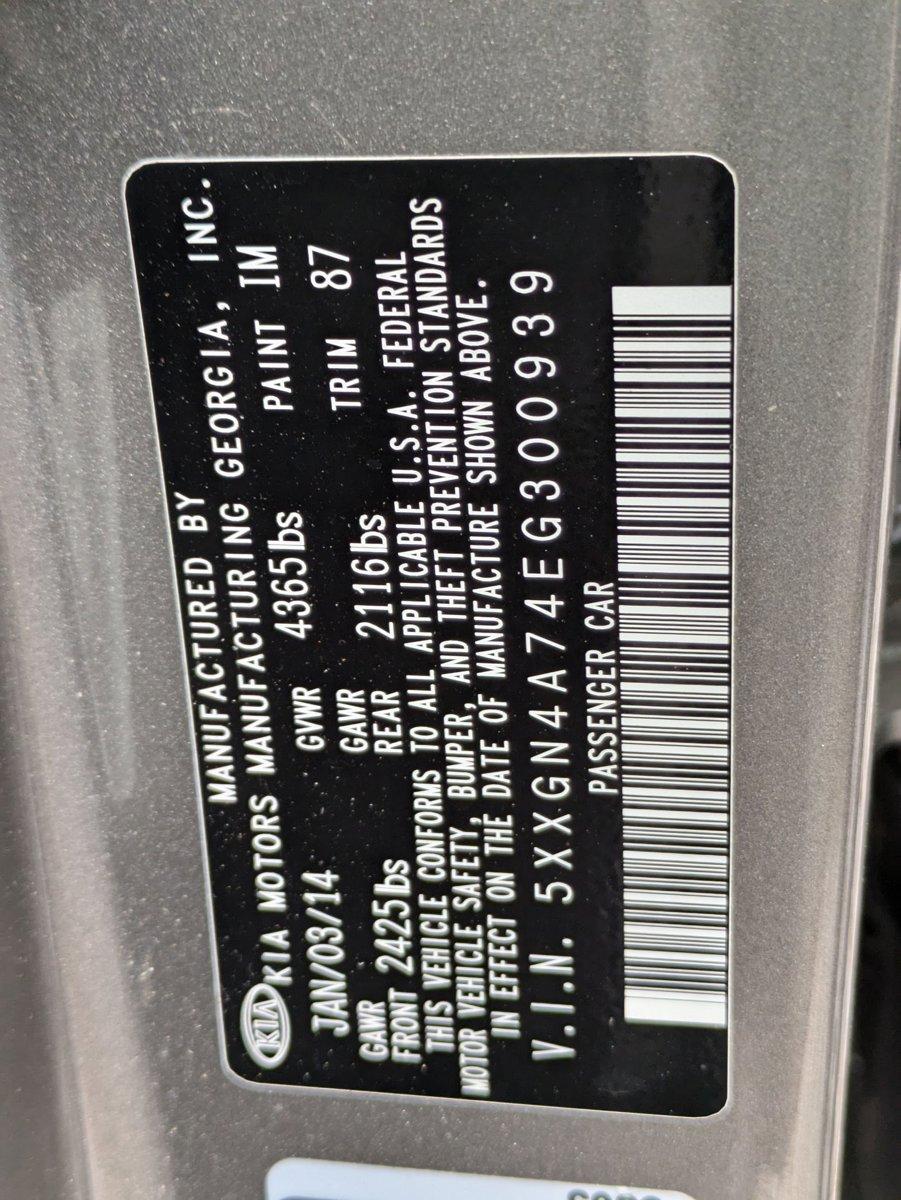 MANUFACTURED BY
KIA KIA MOTORS MANUFACTURING GEORGIA, INC.
JAN/03/14 GVWR 4365lbs PAINT IM
GAWR FRONT 2425lbs GAWR REAR 2116lbs TRIM 87
THIS VEHICLE CONFORMS TO ALL APPLICABLE U.S.A. FEDERAL
MOTOR VEHICLE SAFETY, BUMPER, AND THEFT PREVENTION STANDARDS
IN EFFECT ON THE DATE OF MANUFACTURE SHOWN ABOVE.
V.I.N. 5XXGN4A74EG300939
PASSENGER CAR